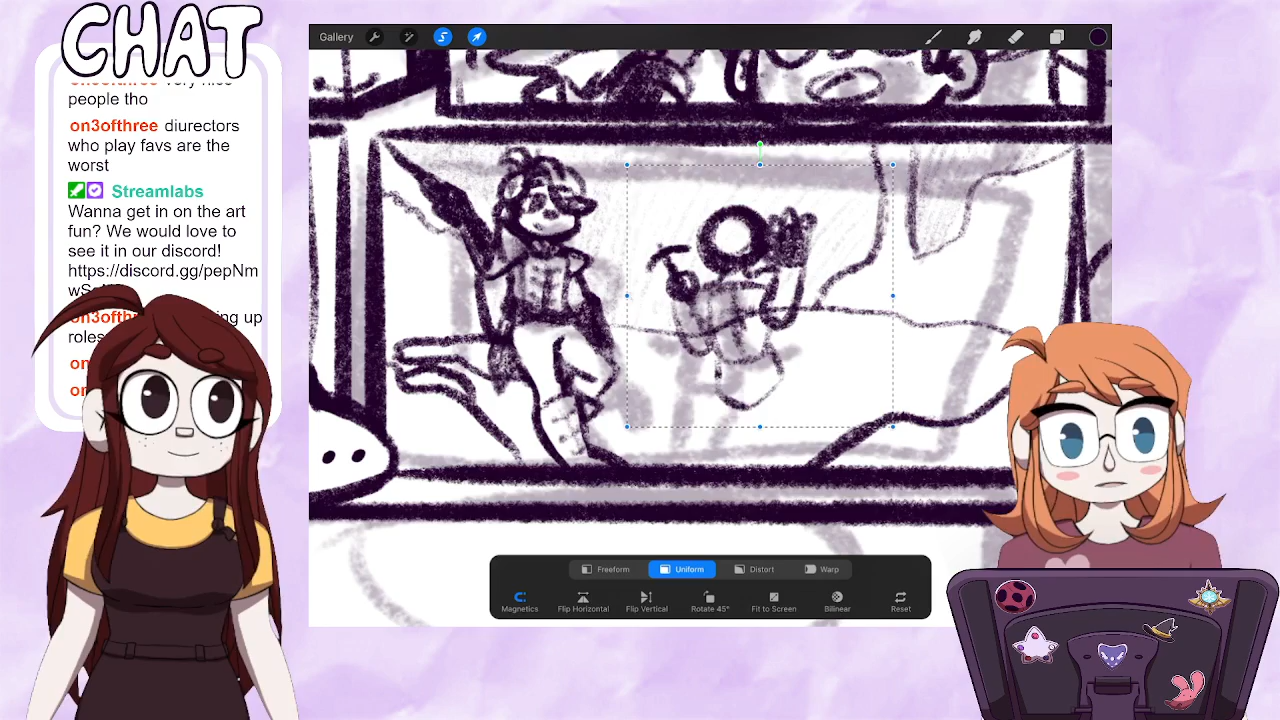 CHAT
people tho
on3ofthree diurectors
who play favs are the
worst
Streamlabs
Wanna get in on the art
fun? We would love to
see it in our discord!
https://discord.gg/pepNm
roles
on
on
Gallery
Freeform Uniform Distort Warp
Magnetics Flip Horizontal Flip Vertical Rotate 45° Fit to Screen Bilinear Reset